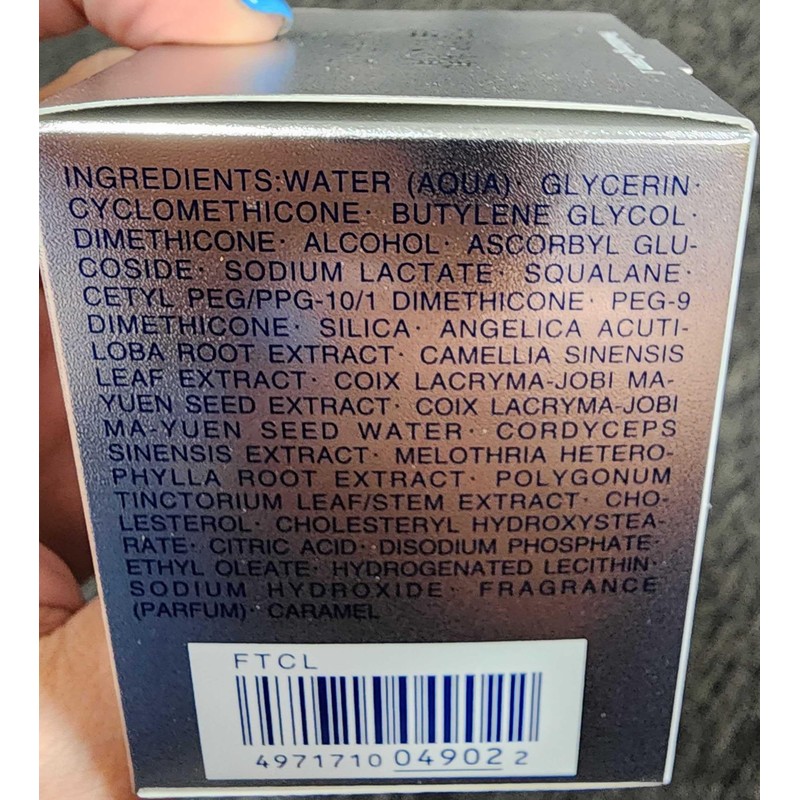 INGREDIENTS:WATER (AQUA)· GLYCERIN·
CYCLOMETHICONE· BUTYLENE GLYCOL·
DIMETHICONE· ALCOHOL· ASCORBYL GLU-
COSIDE· SODIUM LACTATE· SQUALANE·
CETYL PEG/PPG-10/1 DIMETHICONE· PEG-9
DIMETHICONE· SILICA· ANGELICA ACUTI-
LOBA ROOT EXTRACT· CAMELLIA SINENSIS
LEAF EXTRACT· COIX LACRYMA-JOBI MA-
YUEN SEED EXTRACT· COIX LACRYMA-JOBI
MA-YUEN SEED WATER· CORDYCEPS
SINENSIS EXTRACT· MELOTHRIA HETERO-
PHYLLA ROOT EXTRACT· POLYGONUM
TINCTORIUM LEAF/STEM EXTRACT· CHO-
LESTEROL· CHOLESTERYL HYDROXYSTEA-
RATE· CITRIC ACID· DISODIUM PHOSPHATE·
ETHYL OLEATE· HYDROGENATED LECITHIN·
SODIUM HYDROXIDE· FRAGRANCE
(PARFUM)· CARAMEL
FTCL
4971710 04902 2